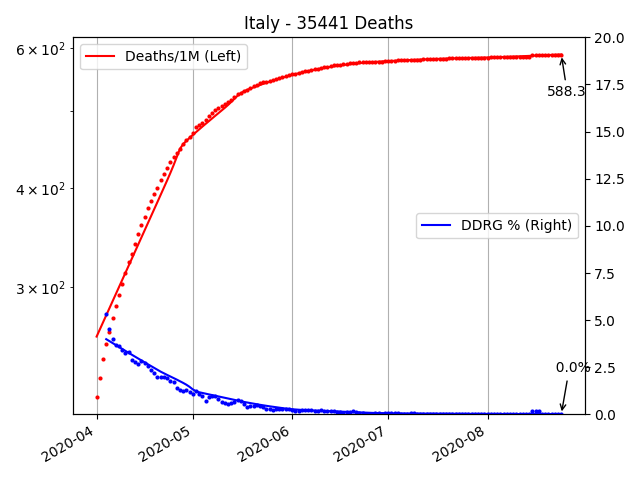 Italy - 35441 Deaths
6 × 10²
4 × 10²
3 × 10²
Deaths/1M (Left)
DDRG % (Right)
588.3
0.0%
20.0
17.5
15.0
12.5
10.0
7.5
5.0
2.5
0.0
2020-04
2020-05
2020-06
2020-07
2020-08